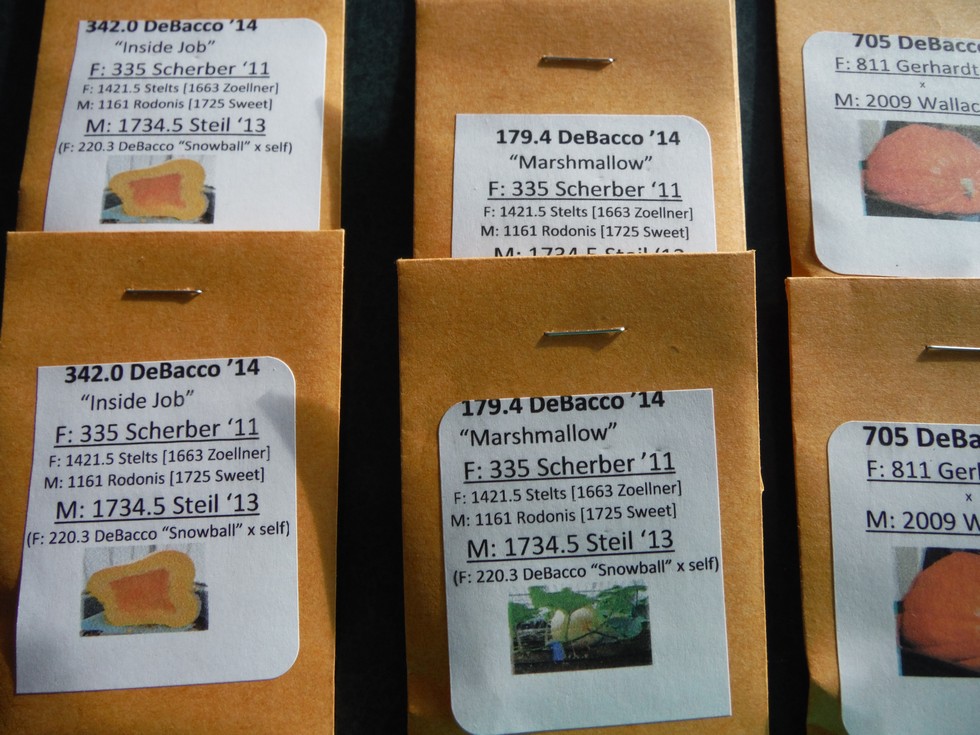 342.0 DeBacco '14
"Inside Job"
F: 335 Scherber '11
F: 1421.5 Stelts [1663 Zoellner]
M: 1161 Rodonis [1725 Sweet]
M: 1734.5 Steil '13
(F: 220.3 DeBacco "Snowball" x self)
179.4 DeBacco '14
"Marshmallow"
F: 335 Scherber '11
F: 1421.5 Stelts [1663 Zoellner]
M: 1161 Rodonis [1725 Sweet]
M: 1734.5 Steil '13
705 DeBacc
F: 811 Gerhardt
x
M: 2009 Wallac
342.0 DeBacco '14
"Inside Job"
F: 335 Scherber '11
F: 1421.5 Stelts [1663 Zoellner]
M: 1161 Rodonis [1725 Sweet]
M: 1734.5 Steil '13
(F: 220.3 DeBacco "Snowball" x self)
179.4 DeBacco '14
"Marshmallow"
F: 335 Scherber '11
F: 1421.5 Stelts [1663 Zoellner]
M: 1161 Rodonis [1725 Sweet]
M: 1734.5 Steil '13
(F: 220.3 DeBacco "Snowball" x self)
705 DeBa
F: 811 Ger
x
M: 2009 W